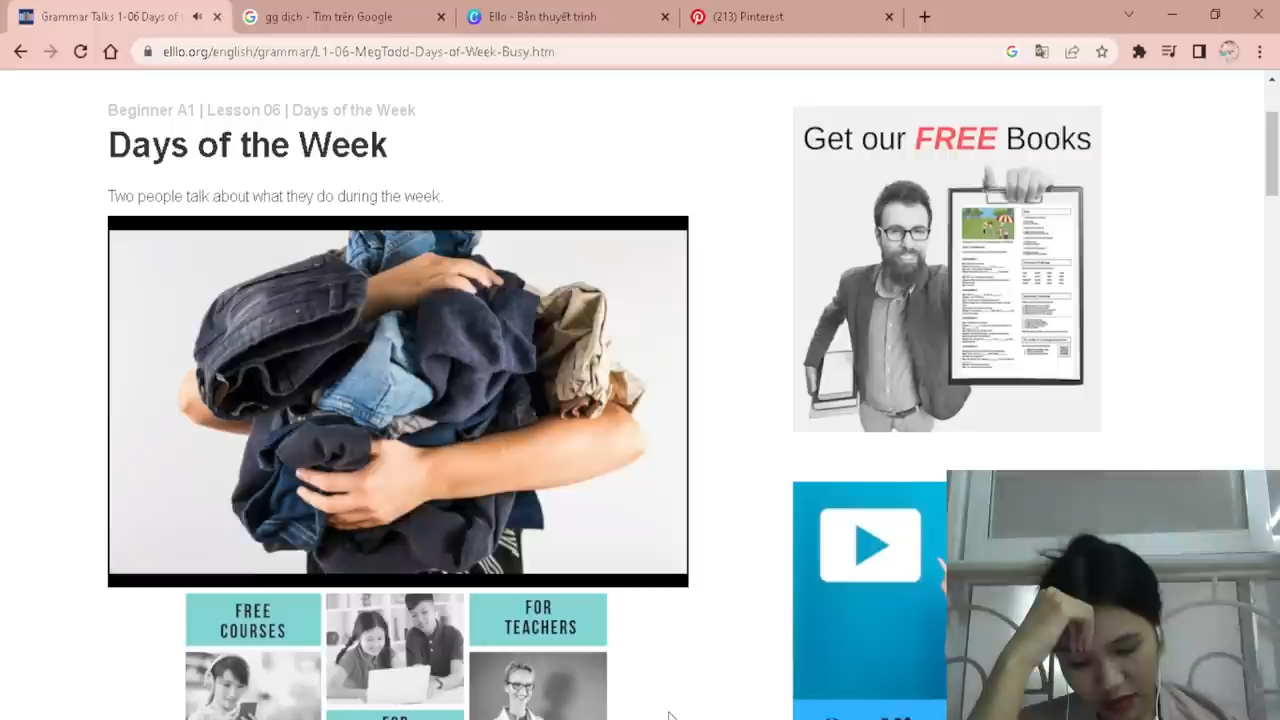 Grammar Talks 1-06 Days of
gg dịch - Tìm trên Google
Ello - Bản thuyết trình
(213) Pinterest
elllo.org/english/grammar/L1-06-MegTodd-Days-of-Week-Busy.htm
Beginner A1 | Lesson 06 | Days of the Week
Days of the Week
Two people talk about what they do during the week.
Get our FREE Books
FREE
COURSES
FOR
TEACHERS
FOR